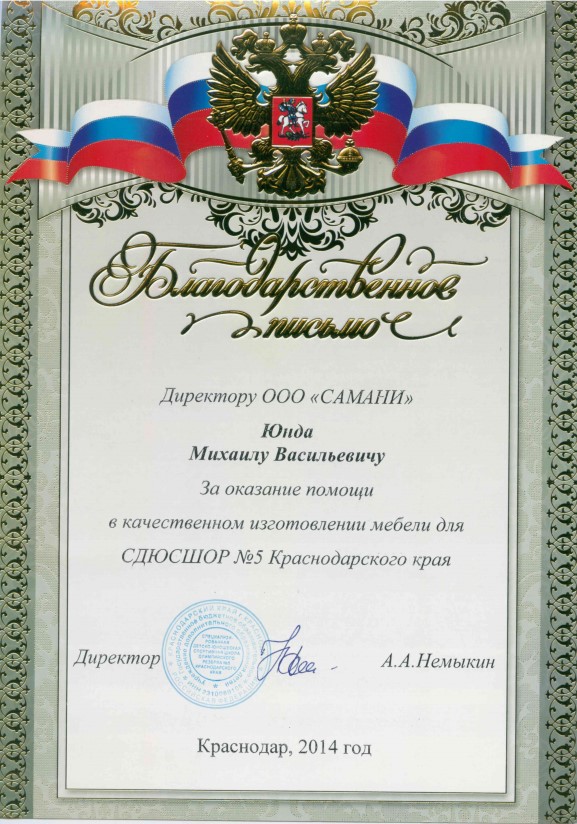 Благодарственное
письмо
Директору ООО «САМАНИ»
Юнда
Михаилу Васильевичу
За оказание помощи
в качественном изготовлении мебели для
СДЮСШОР №5 Краснодарского края
Директор
А.А.Немыкин
Краснодар, 2014 год